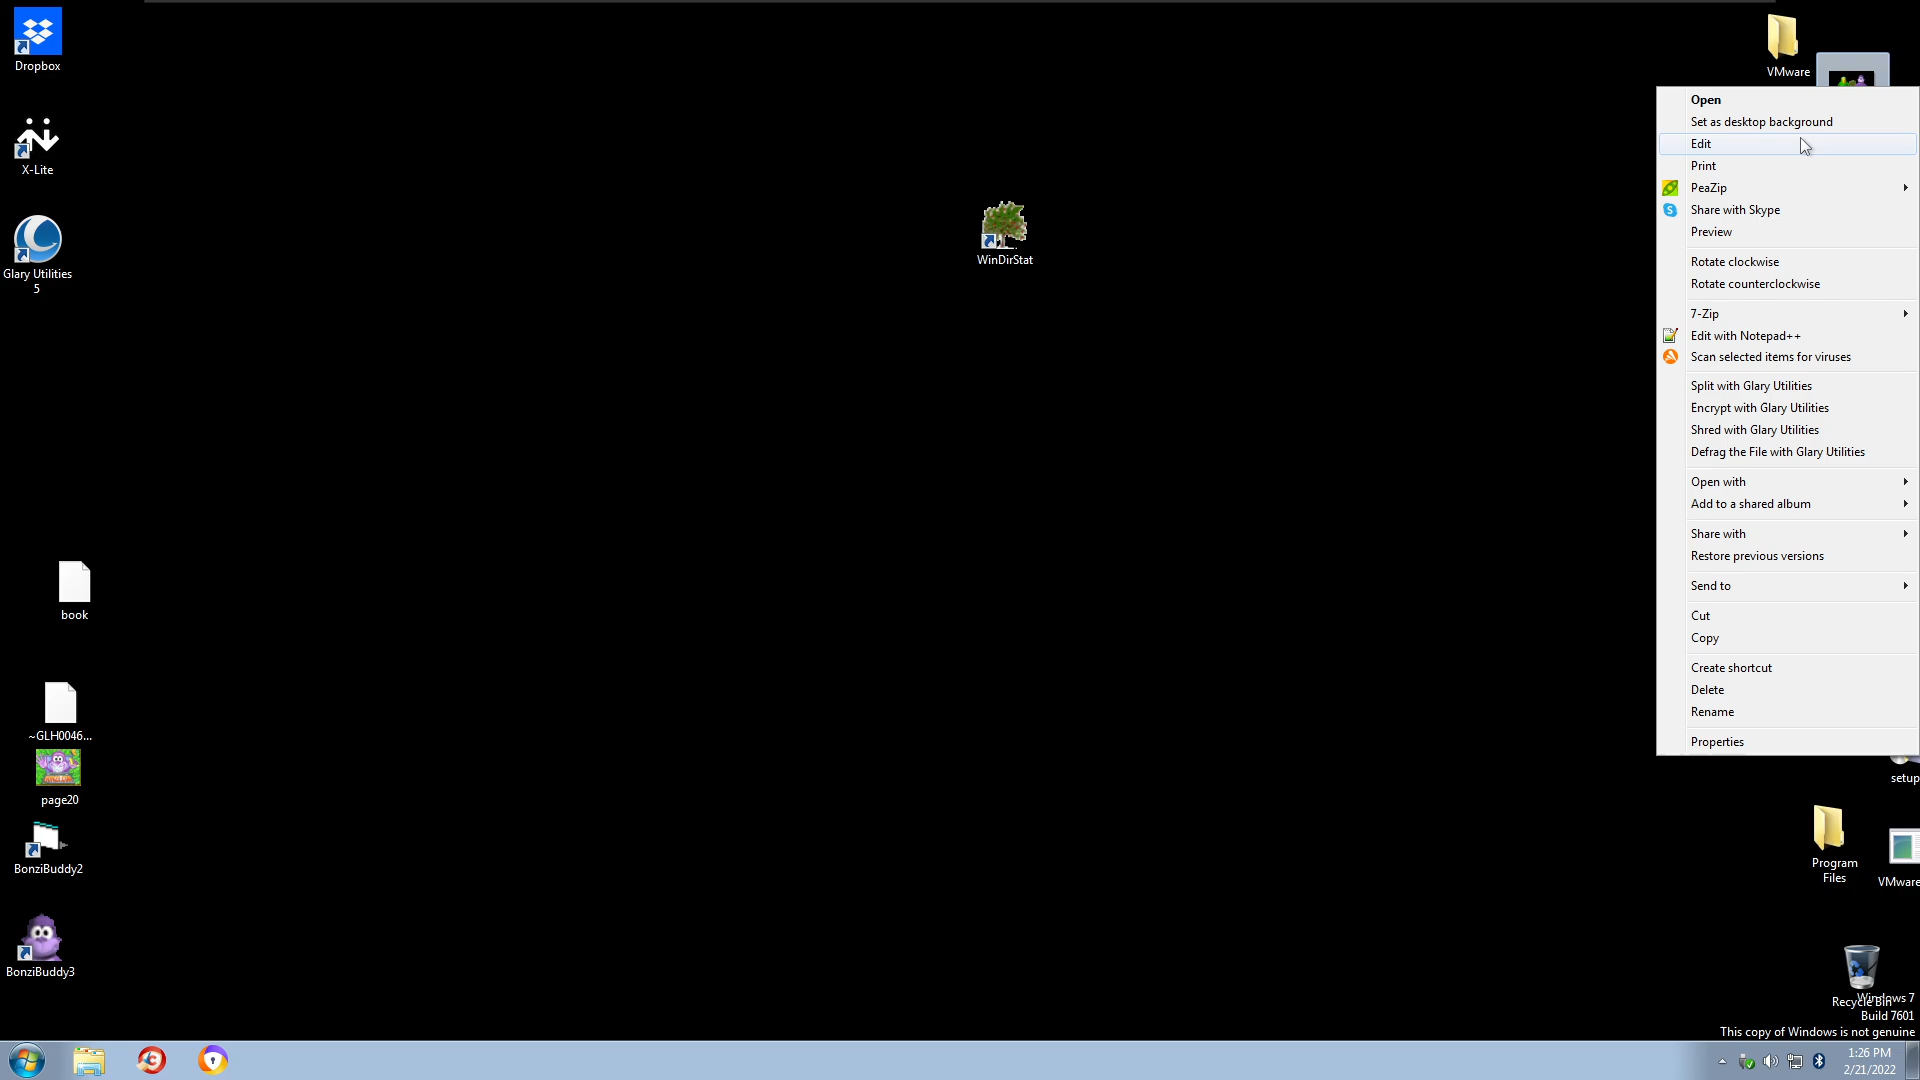 Dropbox
X-Lite
Glary Utilities
5
book
~GLH0046...
page20
BonziBuddy2
BonziBuddy3
WinDirStat
VMware
Open
Set as desktop background
Edit
Print
PeaZip
Share with Skype
Preview
Rotate clockwise
Rotate counterclockwise
7-Zip
Edit with Notepad++
Scan selected items for viruses
Split with Glary Utilities
Encrypt with Glary Utilities
Shred with Glary Utilities
Defrag the File with Glary Utilities
Open with
Add to a shared album
Share with
Restore previous versions
Send to
Cut
Copy
Create shortcut
Delete
Rename
Properties
setup
Program
Files
VMware
Recycle Bin
Windows 7
Build 7601
This copy of Windows is not genuine
1:26 PM
2/21/2022